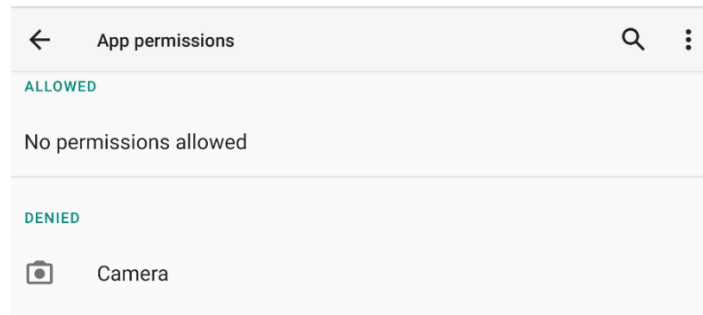 App permissions
ALLOWED
No permissions allowed
DENIED
Camera